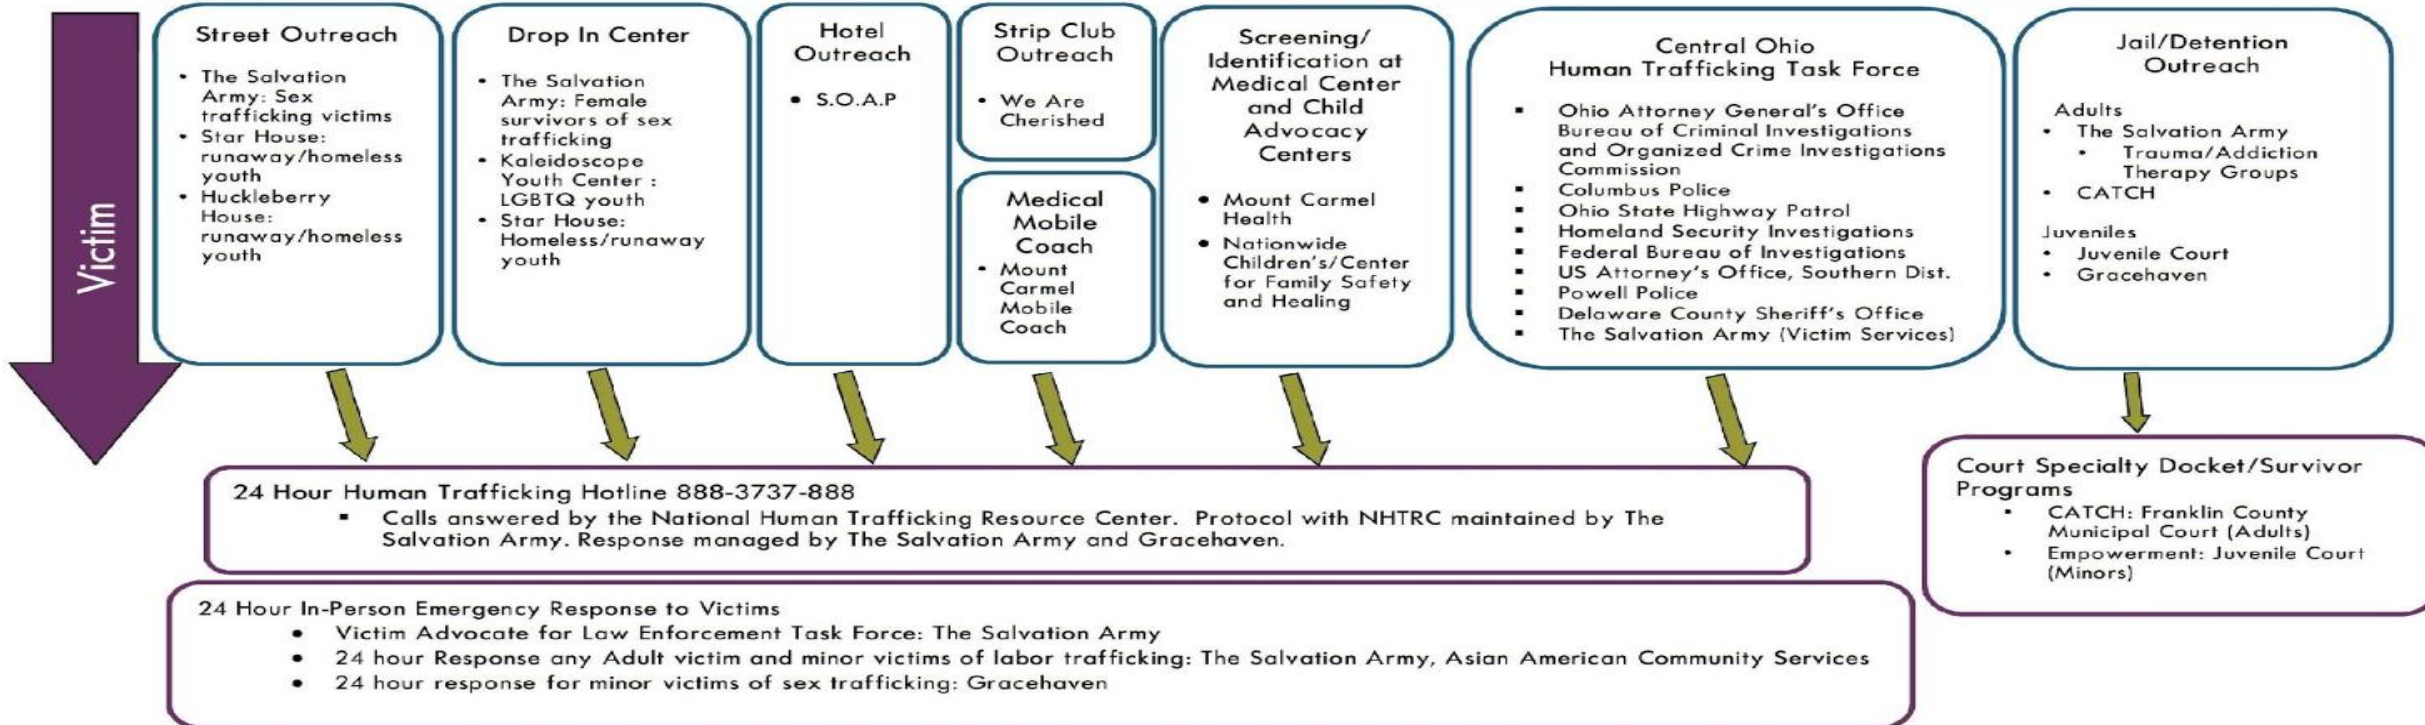 Victim
Street Outreach
• The Salvation
Army: Sex
trafficking victims
• Star House:
runaway/homeless
youth
• Huckleberry
House:
runaway/homeless
youth
Drop In Center
• The Salvation
Army: Female
survivors of sex
trafficking
• Kaleidoscope
Youth Center :
LGBTQ youth
• Star House:
Homeless/runaway
youth
Hotel
Outreach
• S.O.A.P
Strip Club
Outreach
• We Are
Cherished
Medical
Mobile
Coach
• Mount
Carmel
Mobile
Coach
Screening/
Identification at
Medical Center
and Child
Advocacy
Centers
• Mount Carmel
Health
• Nationwide
Children's/Center
for Family Safety
and Healing
Central Ohio
Human Trafficking Task Force
▪ Ohio Attorney General's Office
Bureau of Criminal Investigations
and Organized Crime Investigations
Commission
▪ Columbus Police
▪ Ohio State Highway Patrol
▪ Homeland Security Investigations
▪ Federal Bureau of Investigations
▪ US Attorney's Office, Southern Dist.
▪ Powell Police
▪ Delaware County Sheriff's Office
▪ The Salvation Army (Victim Services)
Jail/Detention
Outreach
Adults
• The Salvation Army
• Trauma/Addiction
Therapy Groups
• CATCH
Juveniles
• Juvenile Court
• Gracehaven
24 Hour Human Trafficking Hotline 888-3737-888
▪ Calls answered by the National Human Trafficking Resource Center. Protocol with NHTRC maintained by The
Salvation Army. Response managed by The Salvation Army and Gracehaven.
Court Specialty Docket/Survivor
Programs
• CATCH: Franklin County
Municipal Court (Adults)
• Empowerment: Juvenile Court
(Minors)
24 Hour In-Person Emergency Response to Victims
• Victim Advocate for Law Enforcement Task Force: The Salvation Army
• 24 hour Response any Adult victim and minor victims of labor trafficking: The Salvation Army, Asian American Community Services
• 24 hour response for minor victims of sex trafficking: Gracehaven